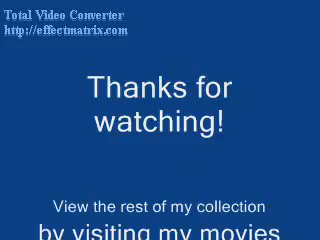 Total Video Converter
http://effectmatrix.com
Thanks for
watching!
View the rest of my collection
by visiting my movies